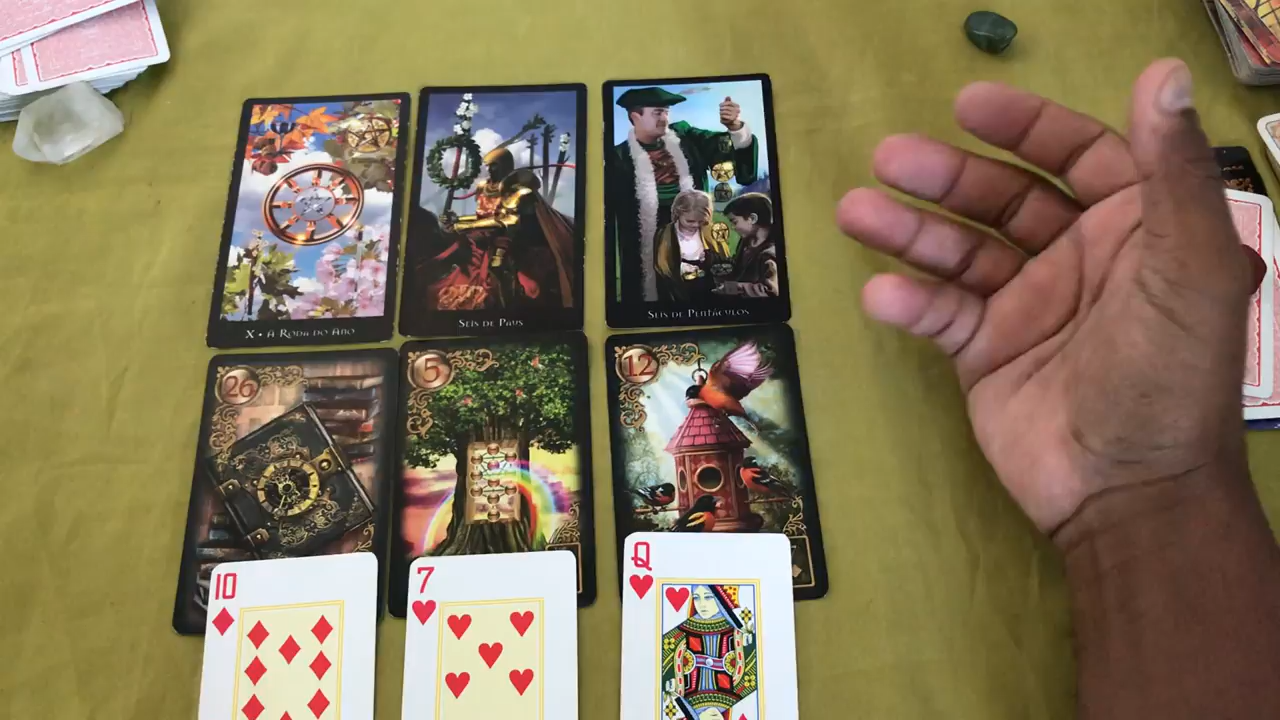 X • A RODA DO ANO
SEIS DE PAUS
SEIS DE PENTÁCULOS
26
5
12
10
7
Q